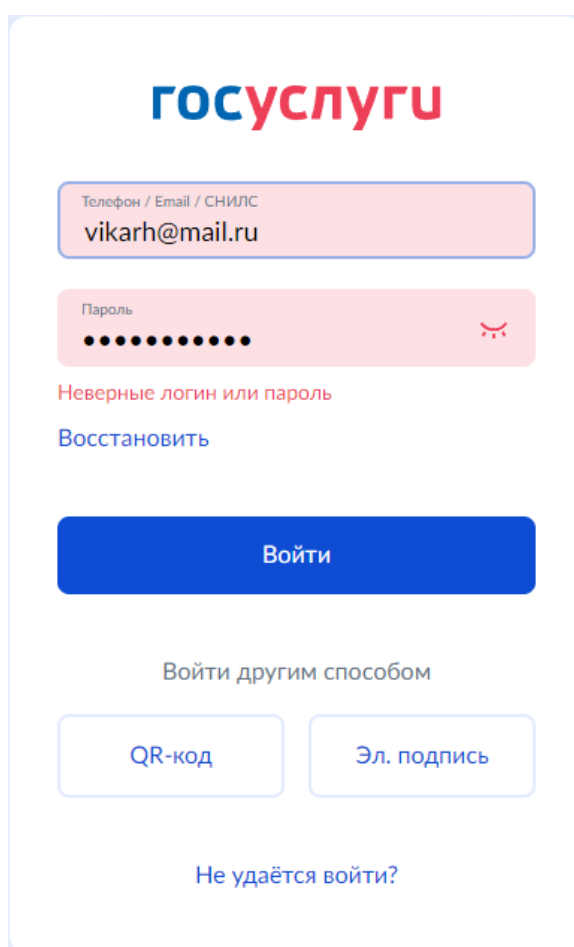 госуслуги
Телефон / Email / СНИЛС
vikarh@mail.ru
Пароль
●●●●●●●●●●●
Неверные логин или пароль
Восстановить
Войти
Войти другим способом
QR-код Эл. подпись
Не удаётся войти?